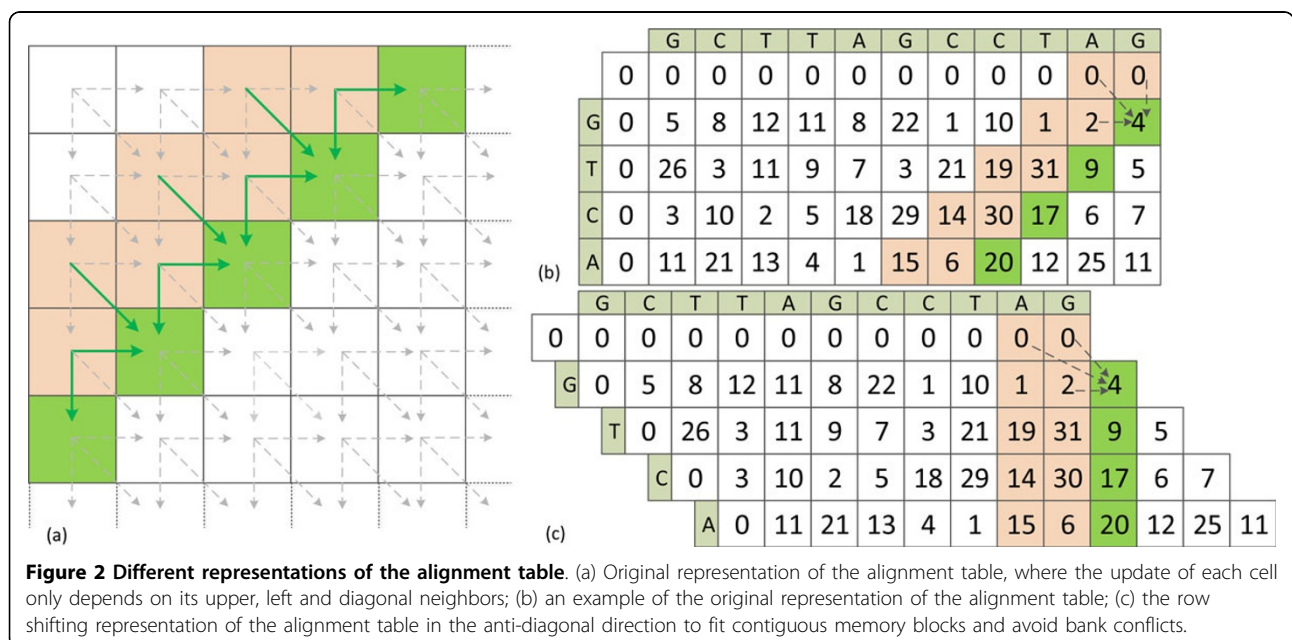 G C T T A G C C T A G
0 0 0 0 0 0 0 0 0 0 0 0
G 0 5 8 12 11 8 22 1 10 1 2 4
T 0 26 3 11 9 7 3 21 19 31 9 5
C 0 3 10 2 5 18 29 14 30 17 6 7
A 0 11 21 13 4 1 15 6 20 12 25 11
(b)
G C T T A G C C T A G
0 0 0 0 0 0 0 0 0 0 0 0
G 0 5 8 12 11 8 22 1 10 1 2 4
T 0 26 3 11 9 7 3 21 19 31 9 5
C 0 3 10 2 5 18 29 14 30 17 6 7
A 0 11 21 13 4 1 15 6 20 12 25 11
(a)
(c)
Figure 2 Different representations of the alignment table. (a) Original representation of the alignment table, where the update of each cell
only depends on its upper, left and diagonal neighbors; (b) an example of the original representation of the alignment table; (c) the row
shifting representation of the alignment table in the anti-diagonal direction to fit contiguous memory blocks and avoid bank conflicts.